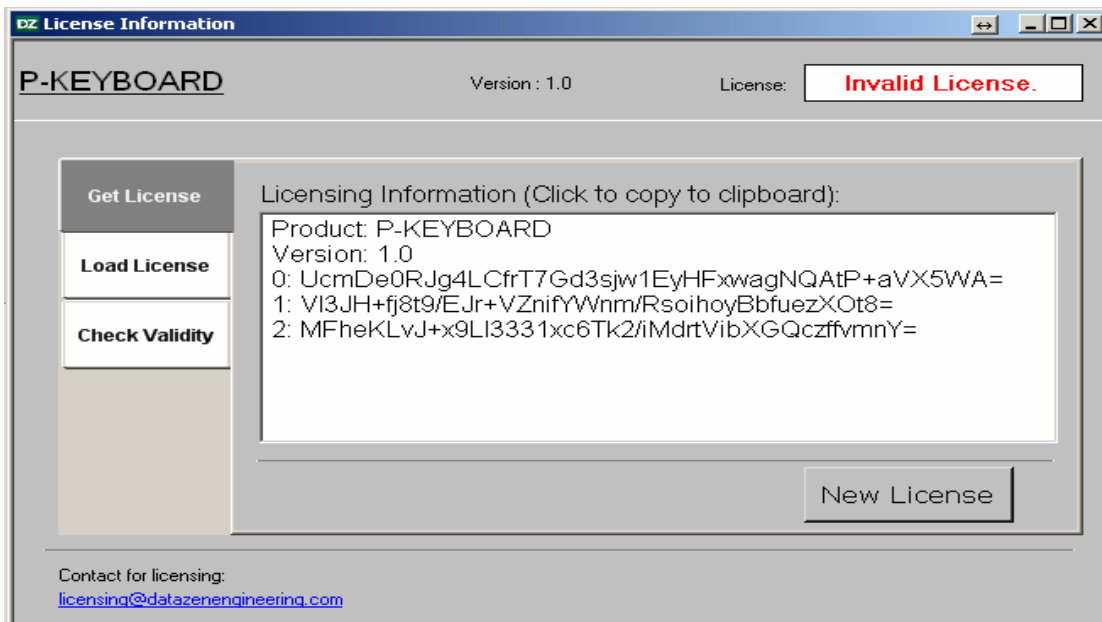 DZ License Information
P-KEYBOARD
Version : 1.0
License:
Invalid License.
Get License
Load License
Check Validity
Licensing Information (Click to copy to clipboard):
Product: P-KEYBOARD
Version: 1.0
0: UcmDe0RJg4LCfrT7Gd3sjw1EyHFxwagNQAtP+aVX5WA=
1: Vl3JH+fj8t9/EJr+VZnifYWnm/RsoihoyBbfuezXOt8=
2: MFheKLvJ+x9Ll3331xc6Tk2/iMdrtVibXGQczffvmnY=
New License
Contact for licensing:
licensing@datazenengineering.com